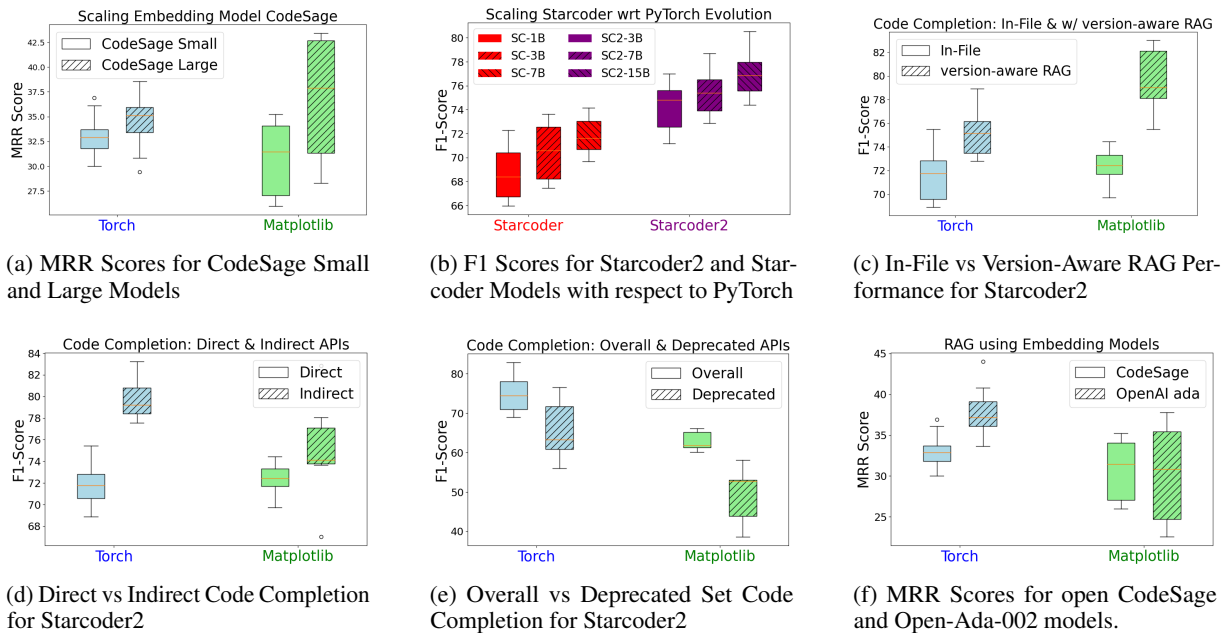 Scaling Embedding Model CodeSage
MRR Score
42.5
40.0
37.5
35.0
32.5
30.0
27.5
CodeSage Small
CodeSage Large
Torch
Matplotlib
(a) MRR Scores for CodeSage Small
and Large Models
Scaling Starcoder wrt PyTorch Evolution
F1-Score
80
78
76
74
72
70
68
66
SC-1B
SC-3B
SC-7B
SC2-3B
SC2-7B
SC2-15B
Starcoder
Starcoder2
(b) F1 Scores for Starcoder2 and Star-
coder Models with respect to PyTorch
Code Completion: In-File & w/ version-aware RAG
F1-Score
82
80
78
76
74
72
70
In-File
version-aware RAG
Torch
Matplotlib
(c) In-File vs Version-Aware RAG Per-
formance for Starcoder2
Code Completion: Direct & Indirect APIs
F1-Score
84
82
80
78
76
74
72
70
68
Direct
Indirect
Torch
Matplotlib
(d) Direct vs Indirect Code Completion
for Starcoder2
Code Completion: Overall & Deprecated APIs
F1-Score
80
70
60
50
40
Overall
Deprecated
Torch
Matplotlib
(e) Overall vs Deprecated Set Code
Completion for Starcoder2
RAG using Embedding Models
MRR Score
45
40
35
30
25
CodeSage
OpenAI ada
Torch
Matplotlib
(f) MRR Scores for open CodeSage
and Open-Ada-002 models.